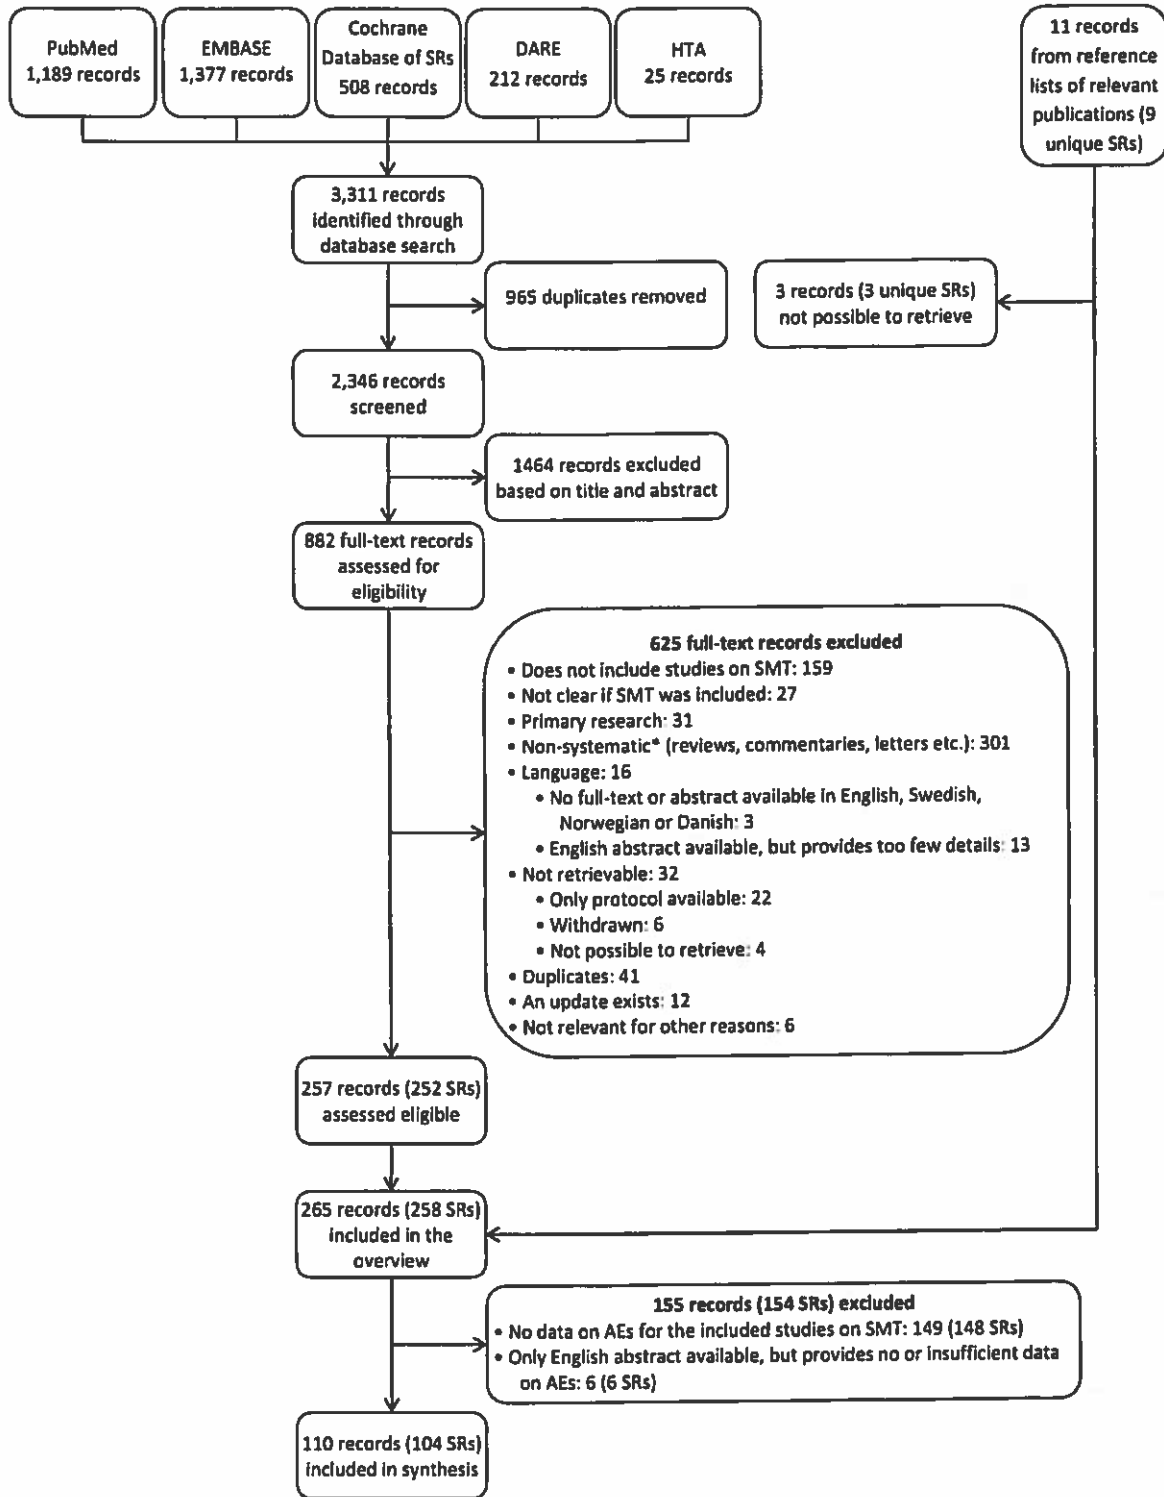 PubMed
1,189 records
EMBASE
1,377 records
Cochrane
Database of SRs
508 records
DARE
212 records
HTA
25 records
11 records
from reference
lists of relevant
publications (9
unique SRs)
3,311 records
identified through
database search
965 duplicates removed
3 records (3 unique SRs)
not possible to retrieve
2,346 records
screened
1464 records excluded
based on title and abstract
882 full-text records
assessed for
eligibility
625 full-text records excluded
• Does not include studies on SMT: 159
• Not clear if SMT was included: 27
• Primary research: 31
• Non-systematic* (reviews, commentaries, letters etc.): 301
• Language: 16
• No full-text or abstract available in English, Swedish,
Norwegian or Danish: 3
• English abstract available, but provides too few details: 13
• Not retrievable: 32
• Only protocol available: 22
• Withdrawn: 6
• Not possible to retrieve: 4
• Duplicates: 41
• An update exists: 12
• Not relevant for other reasons: 6
257 records (252 SRs)
assessed eligible
265 records (258 SRs)
included in the
overview
155 records (154 SRs) excluded
• No data on AEs for the included studies on SMT: 149 (148 SRs)
• Only English abstract available, but provides no or insufficient data
on AEs: 6 (6 SRs)
110 records (104 SRs)
included in synthesis